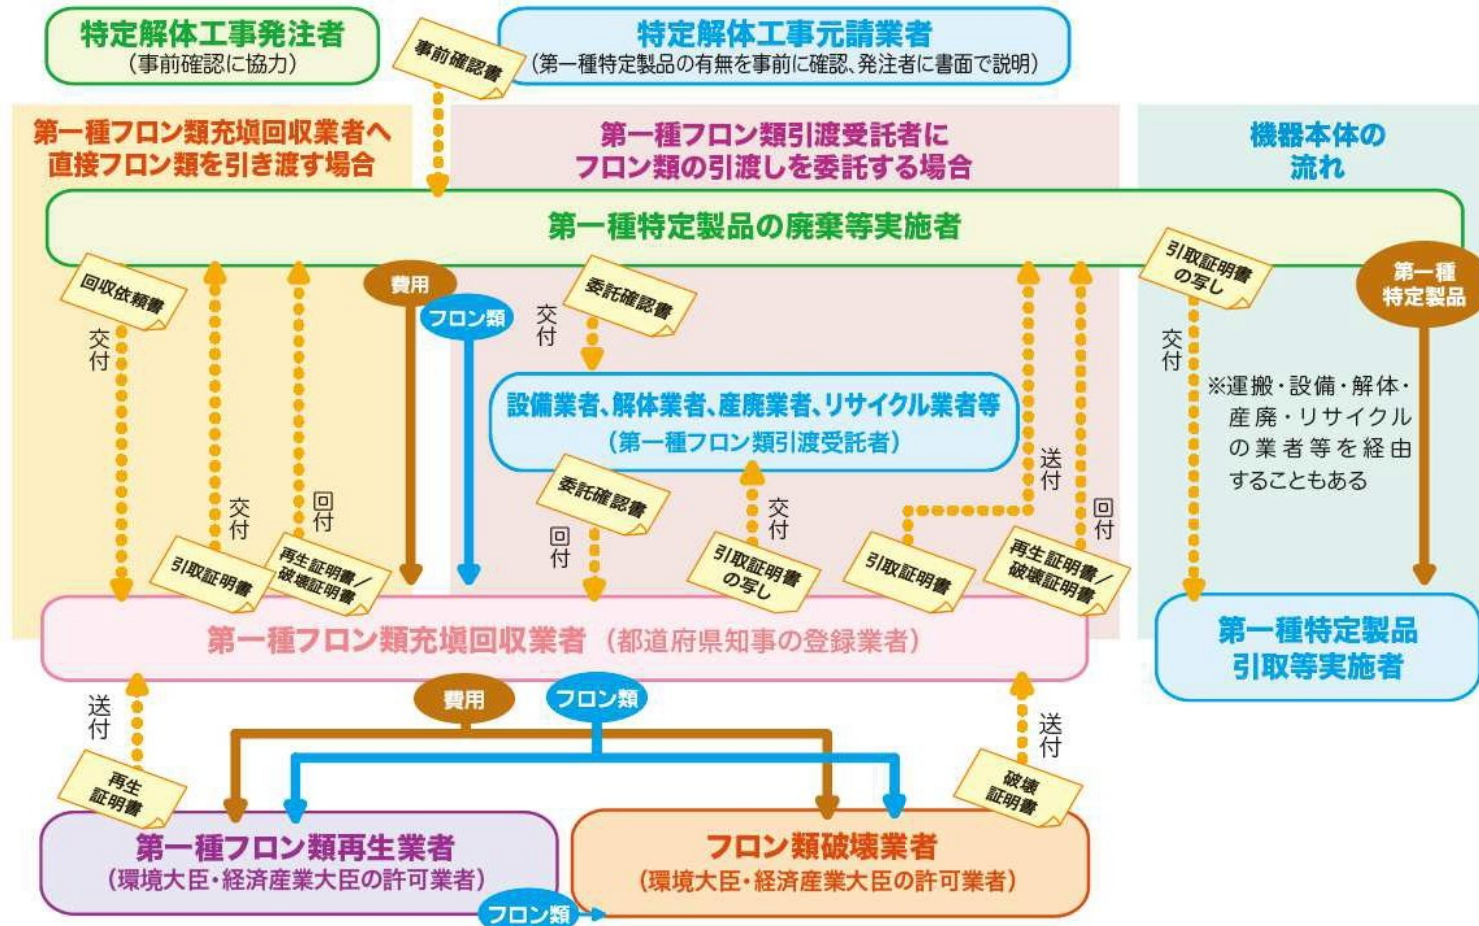 特定解体工事発注者
（事前確認に協力）
事前確認書
特定解体工事元請業者
（第一種特定製品の有無を事前に確認、発注者に書面で説明）
第一種フロン類充塡回収業者へ
直接フロン類を引き渡す場合
第一種フロン類引渡受託者に
フロン類の引渡しを委託する場合
機器本体の
流れ
第一種特定製品の廃棄等実施者
回収依頼書
交付
引取証明書
交付
再生証明書／
破壊証明書
回付
費用
フロン類
委託確認書
交付
設備業者、解体業者、産廃業者、リサイクル業者等
（第一種フロン類引渡受託者）
委託確認書
回付
引取証明書
の写し
交付
引取証明書
送付
再生証明書／
破壊証明書
回付
引取証明書
の写し
交付
第一種
特定製品
※運搬・設備・解体・
産廃・リサイクル
の業者等を経由
することもある
第一種フロン類充塡回収業者（都道府県知事の登録業者）
第一種特定製品
引取等実施者
送付
再生
証明書
費用
フロン類
送付
破壊
証明書
第一種フロン類再生業者
（環境大臣・経済産業大臣の許可業者）
フロン類
フロン類破壊業者
（環境大臣・経済産業大臣の許可業者）